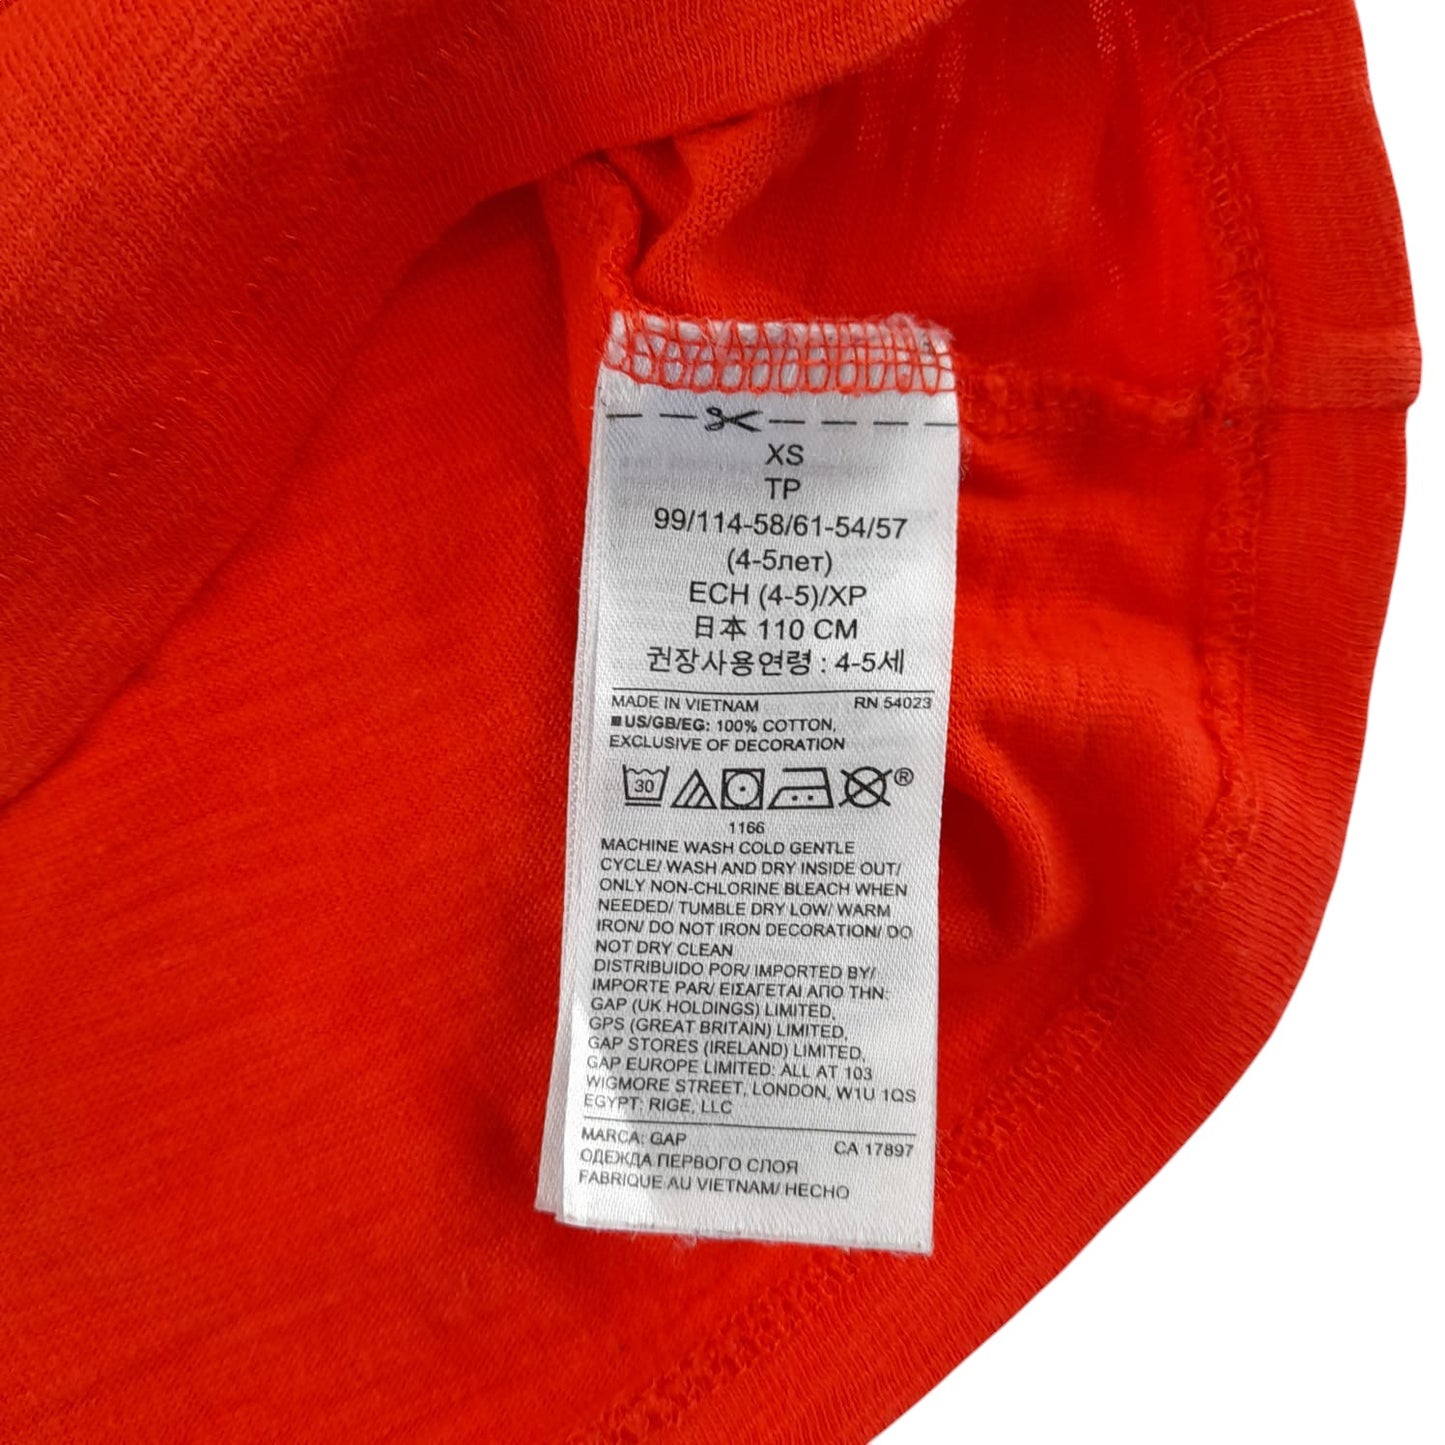 XS
TP
99/114-58/61-54/57
(4-5лет)
ECH (4-5)/XP
日本 110 CM
권장사용연령 : 4-5세
MADE IN VIETNAM RN 54023
US/GB/EG: 100% COTTON,
EXCLUSIVE OF DECORATION
30 ®
1166
MACHINE WASH COLD GENTLE
CYCLE/ WASH AND DRY INSIDE OUT/
ONLY NON-CHLORINE BLEACH WHEN
NEEDED/ TUMBLE DRY LOW/ WARM
IRON/ DO NOT IRON DECORATION/ DO
NOT DRY CLEAN
DISTRIBUIDO POR/ IMPORTED BY/
IMPORTE PAR/ ΕΙΣΑΓΕΤΑΙ ΑΠΟ ΤΗΝ:
GAP (UK HOLDINGS) LIMITED,
GPS (GREAT BRITAIN) LIMITED,
GAP STORES (IRELAND) LIMITED,
GAP EUROPE LIMITED: ALL AT 103
WIGMORE STREET, LONDON, W1U 1QS
EGYPT: RIGE, LLC
MARCA: GAP CA 17897
ОДЕЖДА ПЕРВОГО СЛОЯ
FABRIQUE AU VIETNAM/ HECHO